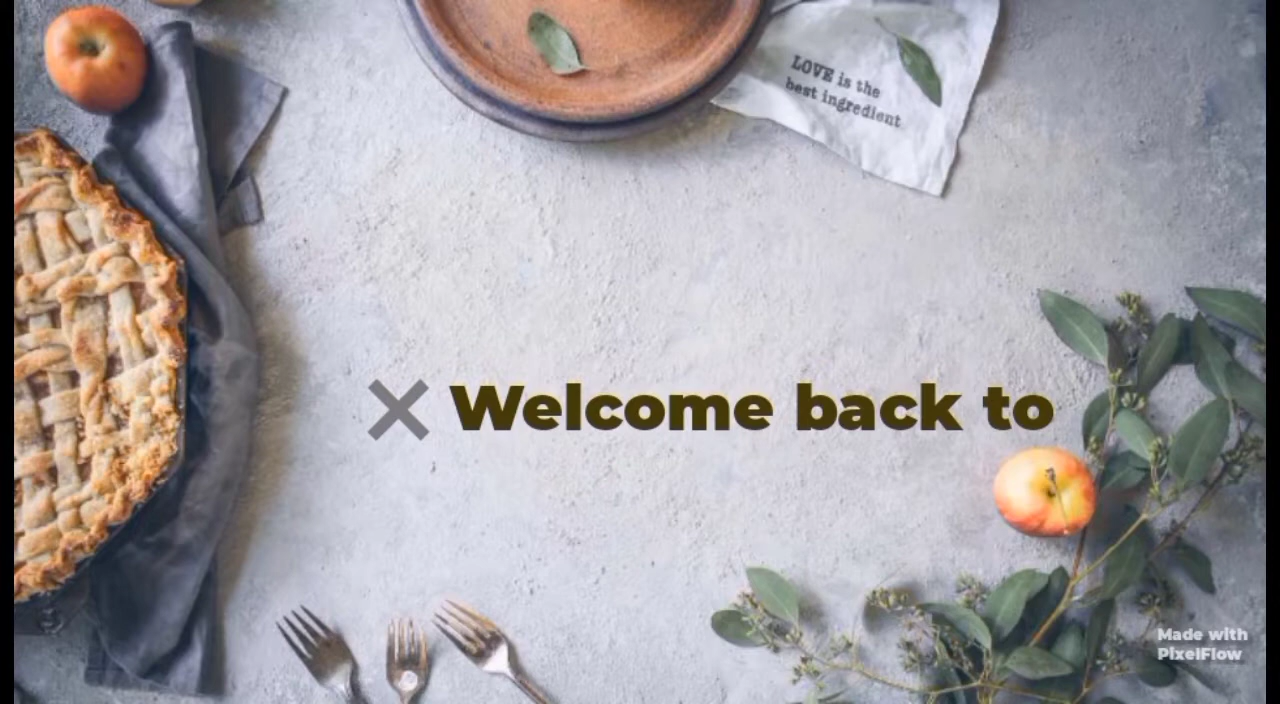 LOVE is the
best ingredient
Welcome back to
Made with
PixelFlow